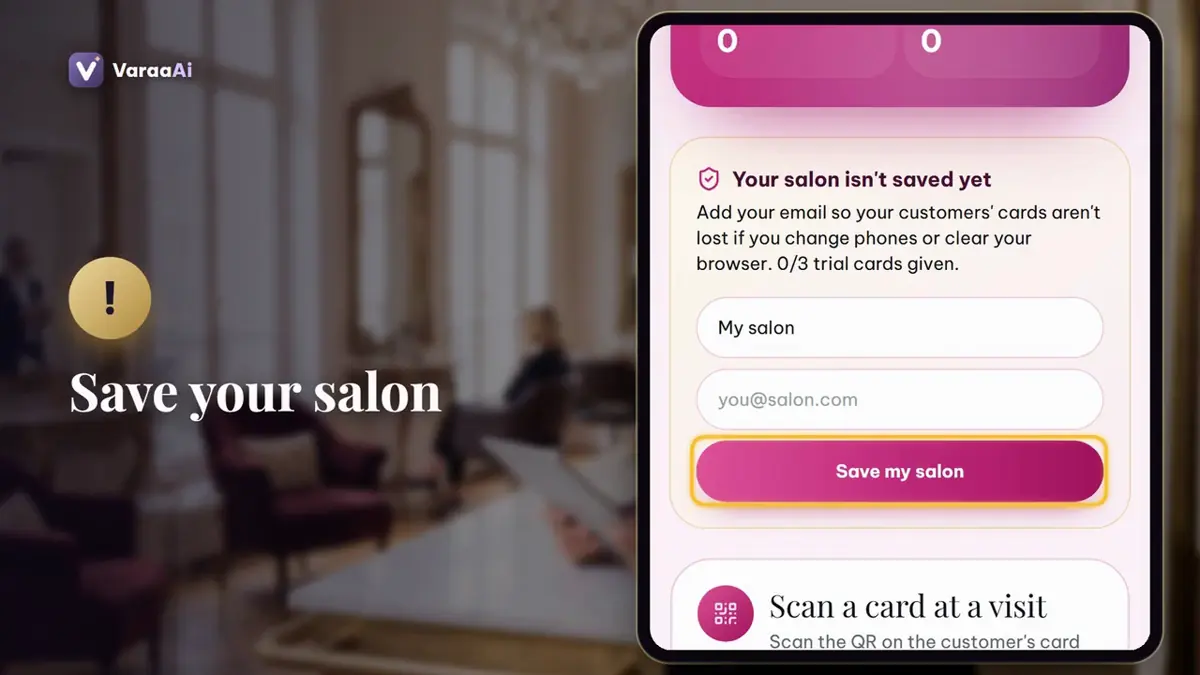 VaraaAi
!
Save your salon
0 0
Your salon isn't saved yet
Add your email so your customers' cards aren't
lost if you change phones or clear your
browser. 0/3 trial cards given.
My salon
you@salon.com
Save my salon
Scan a card at a visit
Scan the QR on the customer's card